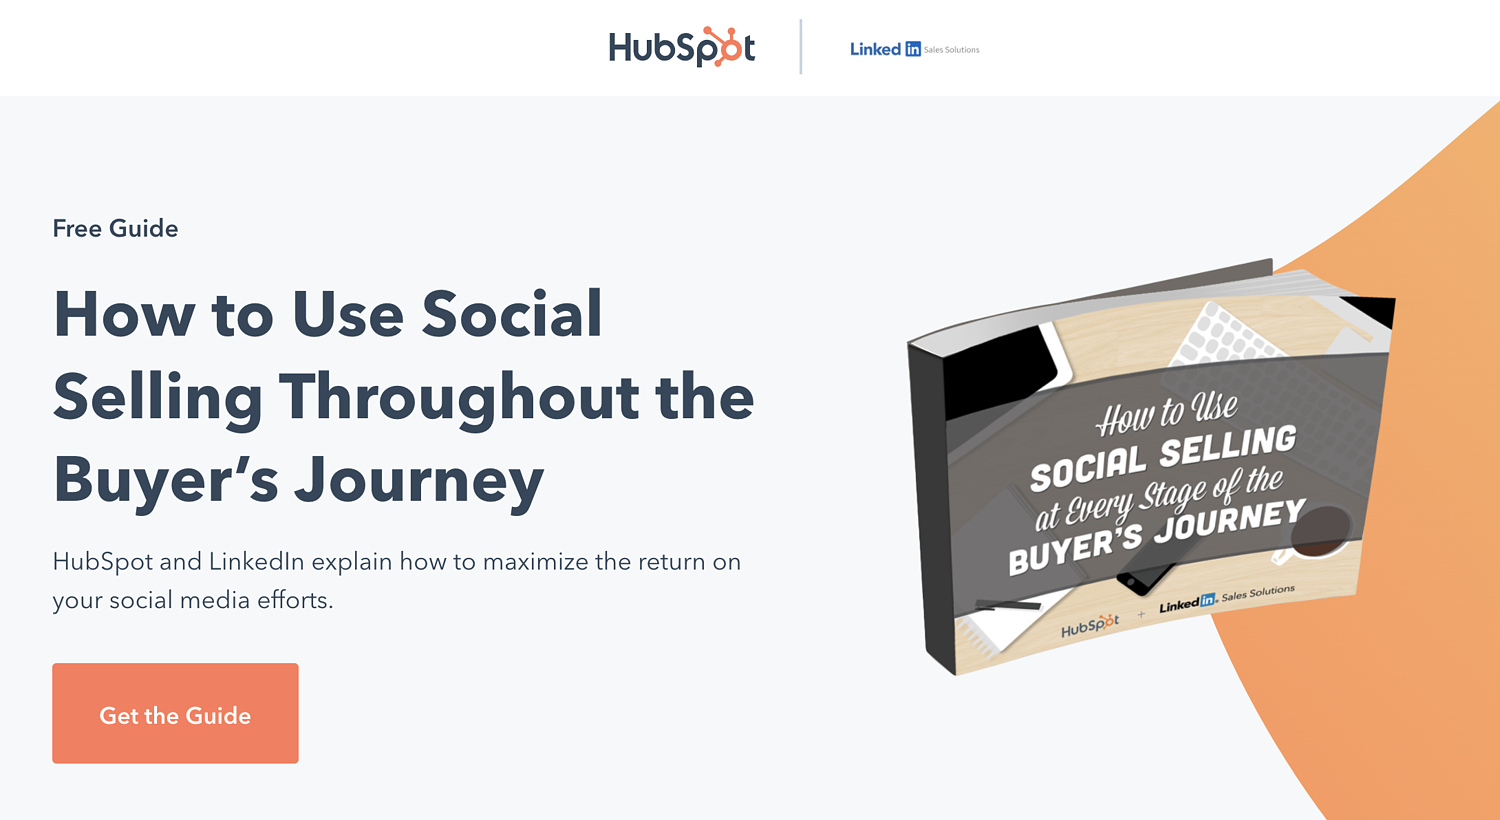 HubSpot
Linked in Sales Solutions
Free Guide
How to Use Social
Selling Throughout the
Buyer’s Journey
HubSpot and LinkedIn explain how to maximize the return on
your social media efforts.
Get the Guide
How to Use
SOCIAL SELLING
at Every Stage of the
BUYER'S JOURNEY
HubSpot + Linked in Sales Solutions